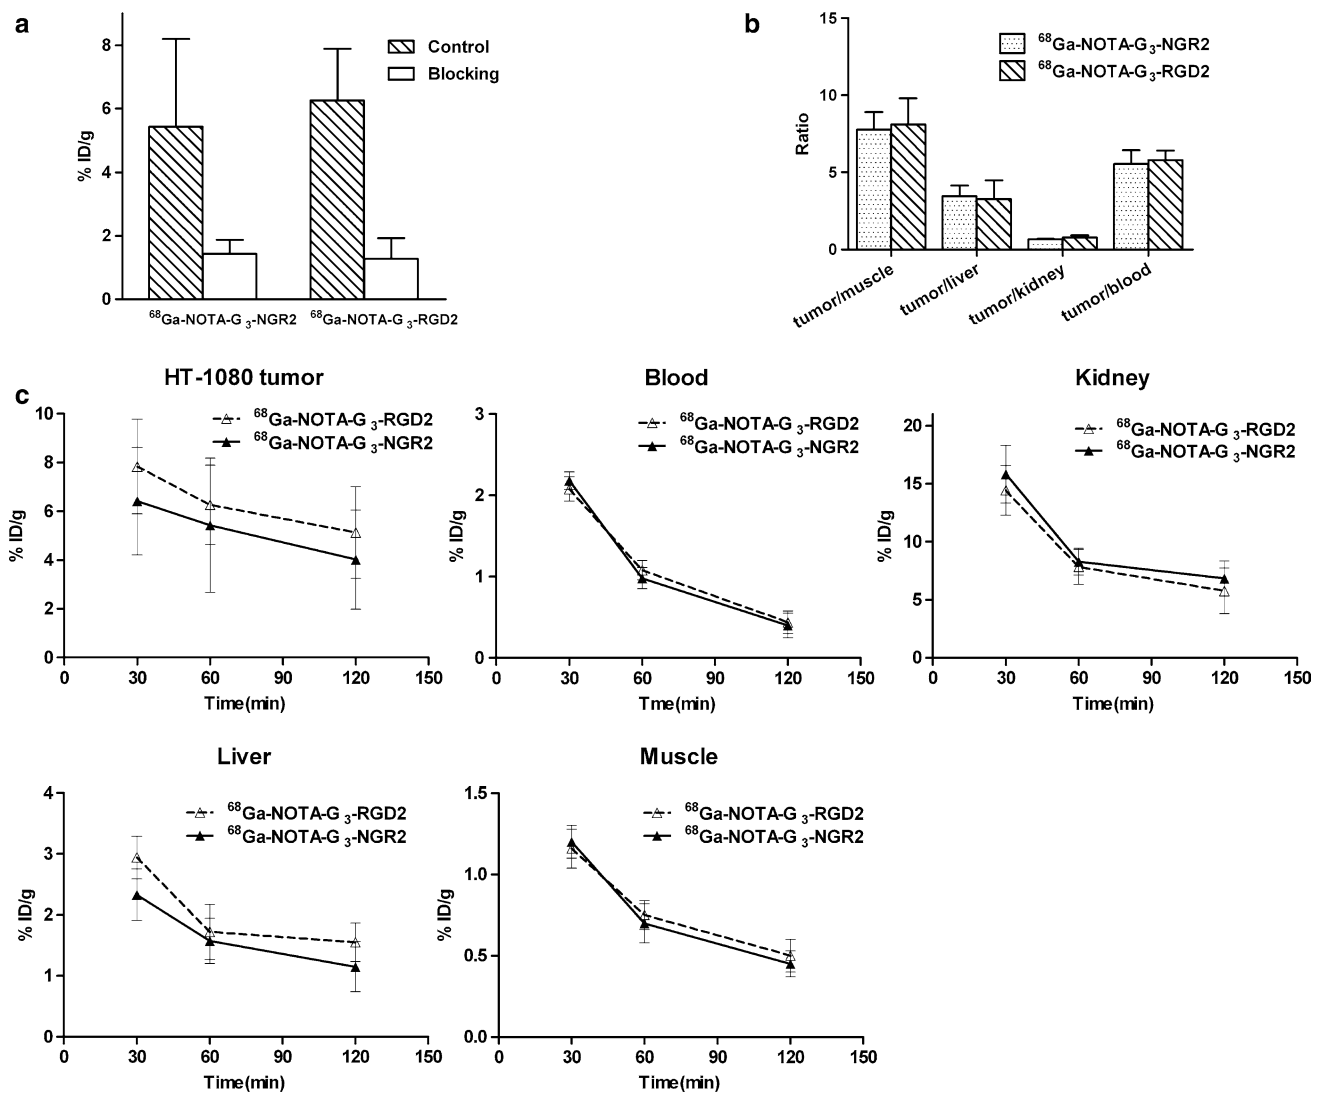 a
8
6
4
2
0
% ID/g
Control
Blocking
68Ga-NOTA-G3-NGR2
68Ga-NOTA-G3-RGD2
b
15
10
5
0
Ratio
68Ga-NOTA-G3-NGR2
68Ga-NOTA-G3-RGD2
tumor/muscle
tumor/liver
tumor/kidney
tumor/blood
c
HT-1080 tumor
10
8
6
4
2
0
% ID/g
68Ga-NOTA-G3-RGD2
68Ga-NOTA-G3-NGR2
0 30 60 90 120 150
Time(min)
Blood
3
2
1
0
% ID/g
68Ga-NOTA-G3-RGD2
68Ga-NOTA-G3-NGR2
0 30 60 90 120 150
Tme(min)
Kidney
20
15
10
5
0
% ID/g
68Ga-NOTA-G3-RGD2
68Ga-NOTA-G3-NGR2
0 30 60 90 120 150
Time(min)
Liver
4
3
2
1
0
% ID/g
68Ga-NOTA-G3-RGD2
68Ga-NOTA-G3-NGR2
0 30 60 90 120 150
Time(min)
Muscle
1.5
1.0
0.5
0.0
% ID/g
68Ga-NOTA-G3-RGD2
68Ga-NOTA-G3-NGR2
0 30 60 90 120 150
Time(min)